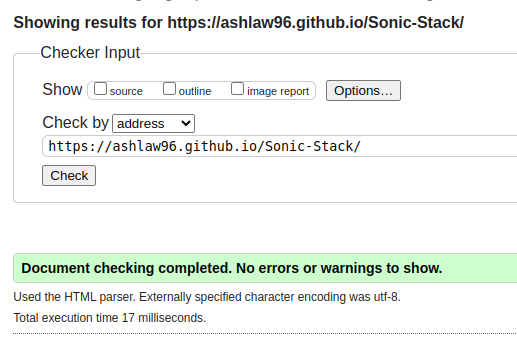 Showing results for https://ashlaw96.github.io/Sonic-Stack/
Checker Input
Show source outline image report Options...
Check by address
https://ashlaw96.github.io/Sonic-Stack/
Check
Document checking completed. No errors or warnings to show.
Used the HTML parser. Externally specified character encoding was utf-8.
Total execution time 17 milliseconds.